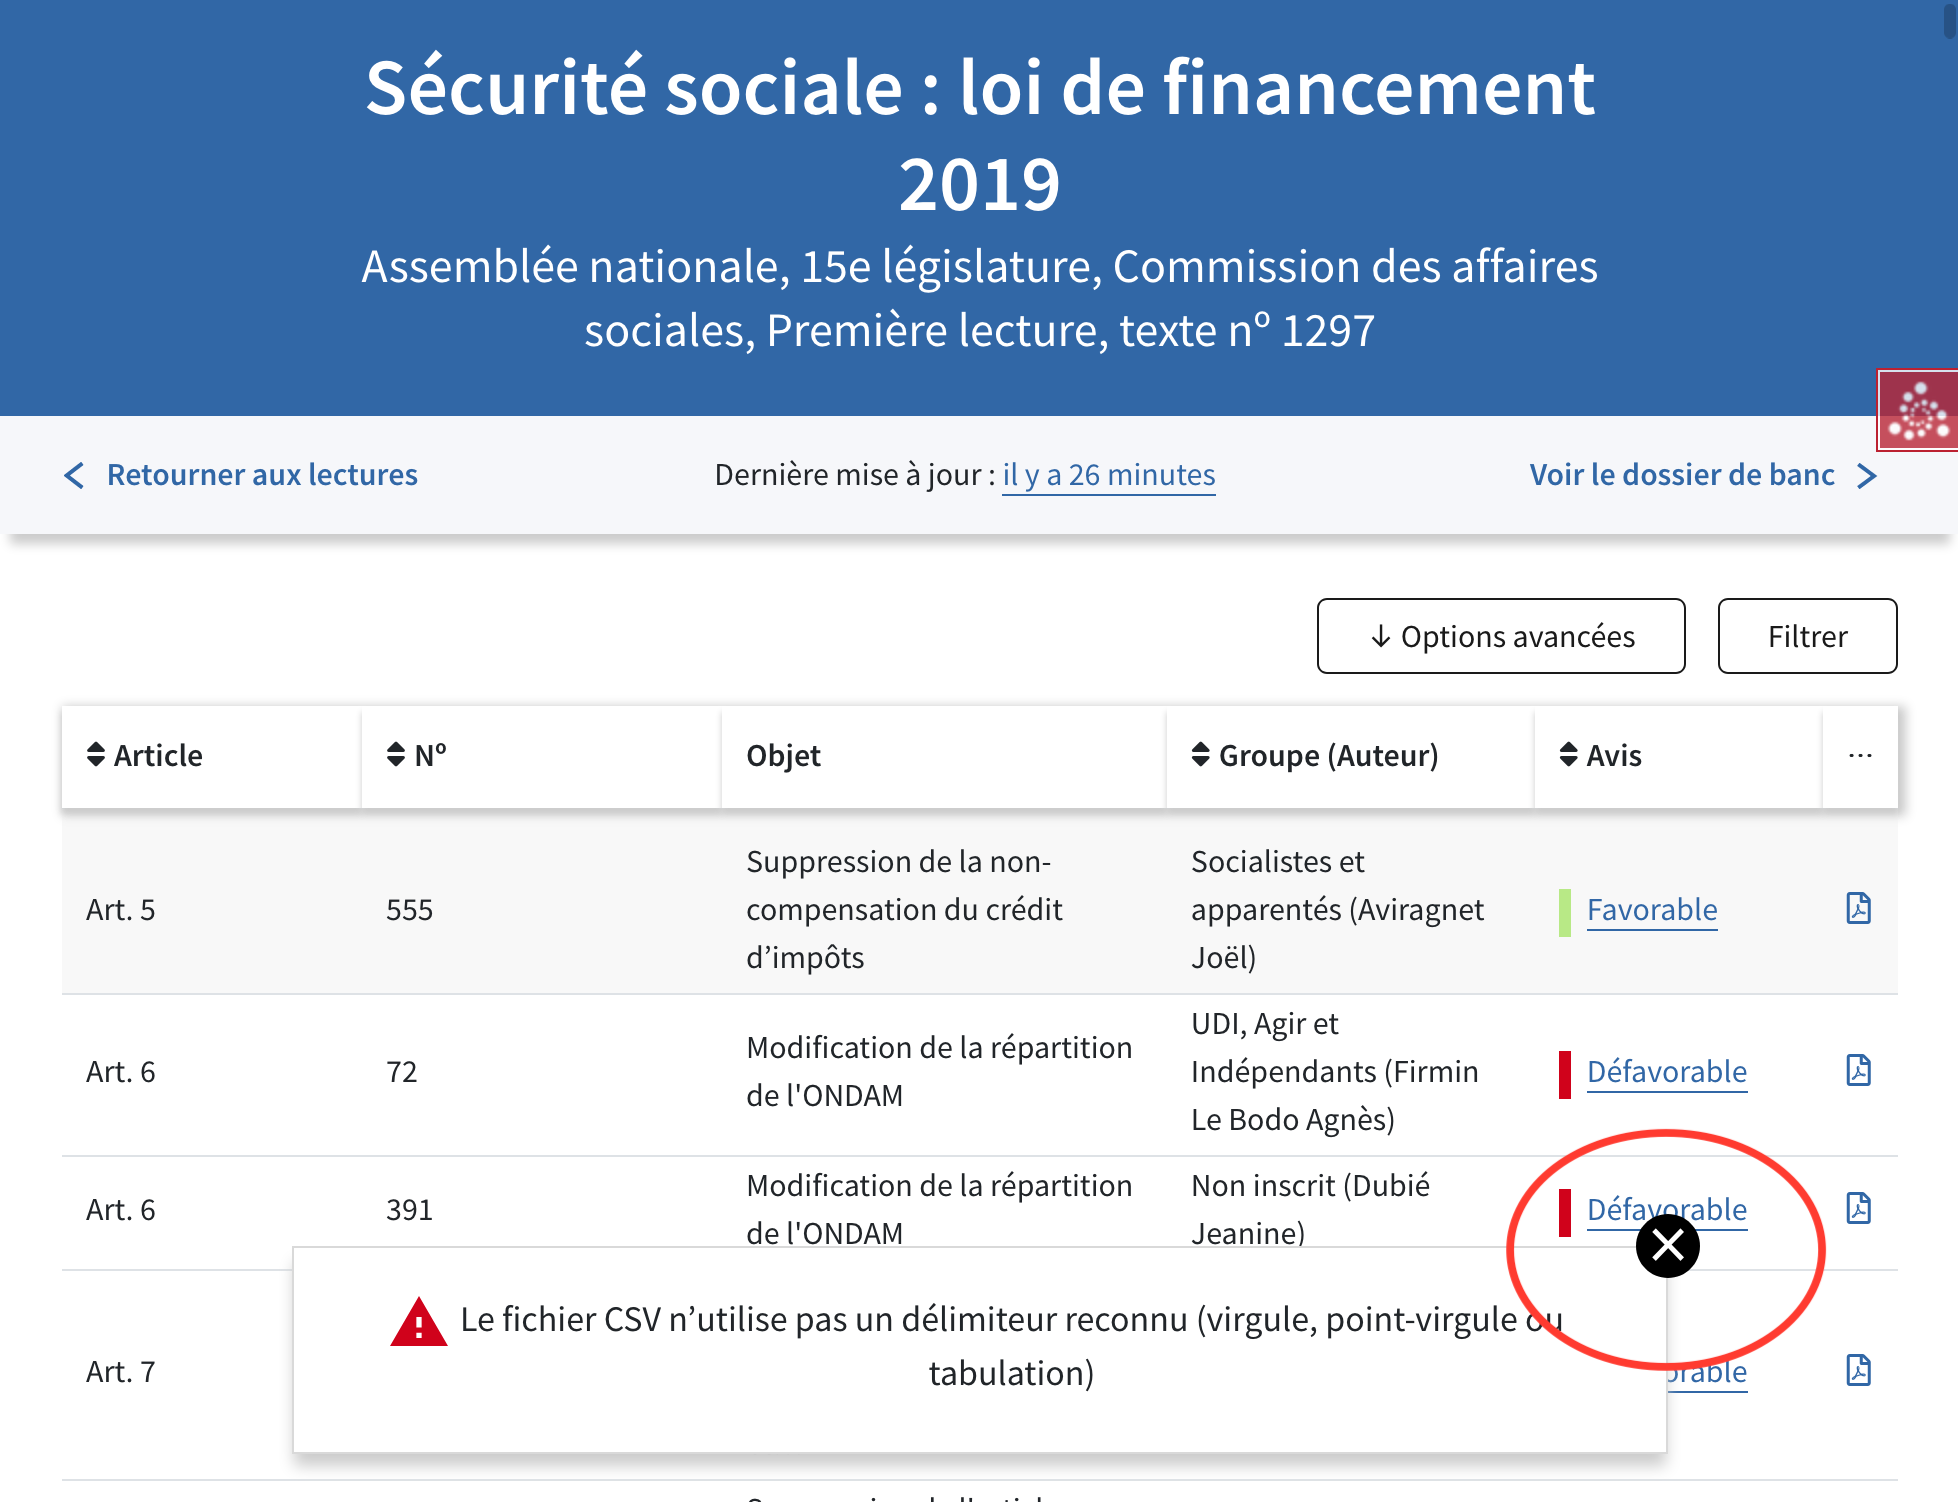 Sécurité sociale : loi de financement
2019
Assemblée nationale, 15e législature, Commission des affaires
sociales, Première lecture, texte nº 1297
Retourner aux lectures
Dernière mise à jour : il y a 26 minutes
Voir le dossier de banc
↓ Options avancées
Filtrer
Article
Nº
Objet
Groupe (Auteur)
Avis
...
Art. 5
555
Suppression de la non-
compensation du crédit
d’impôts
Socialistes et
apparentés (Aviragnet
Joël)
Favorable
Art. 6
72
Modification de la répartition
de l'ONDAM
UDI, Agir et
Indépendants (Firmin
Le Bodo Agnès)
Défavorable
Art. 6
391
Modification de la répartition
de l'ONDAM
Non inscrit (Dubié
Jeanine)
Défavorable
Le fichier CSV n’utilise pas un délimiteur reconnu (virgule, point-virgule ou
tabulation)
Art. 7